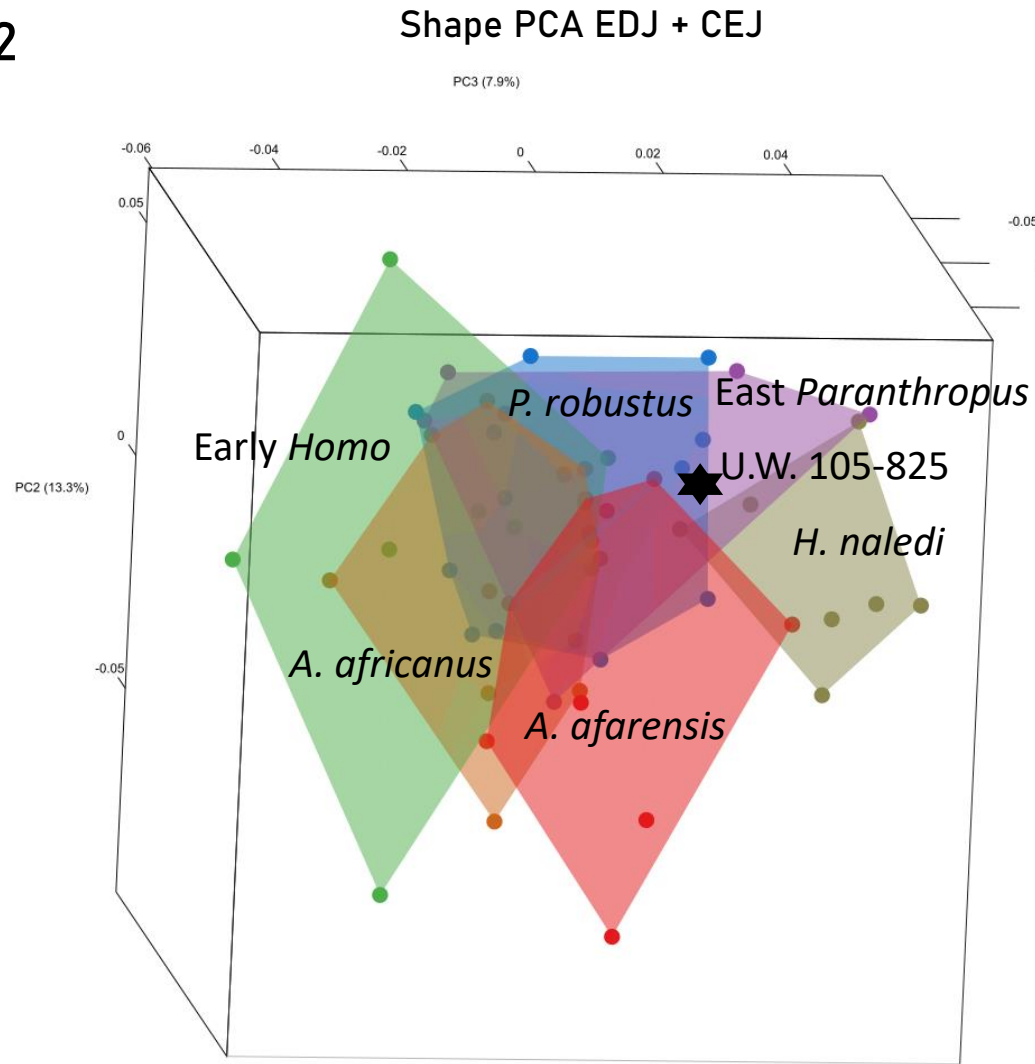 2
Shape PCA EDJ + CEJ
PC3 (7.9%)
-0.06
-0.04
-0.02
0
0.02
0.04
0.05
-0.05
P. robustus
East Paranthropus
Early Homo
0
U.W. 105-825
PC2 (13.3%)
H. naledi
A. africanus
-0.05
A. afarensis